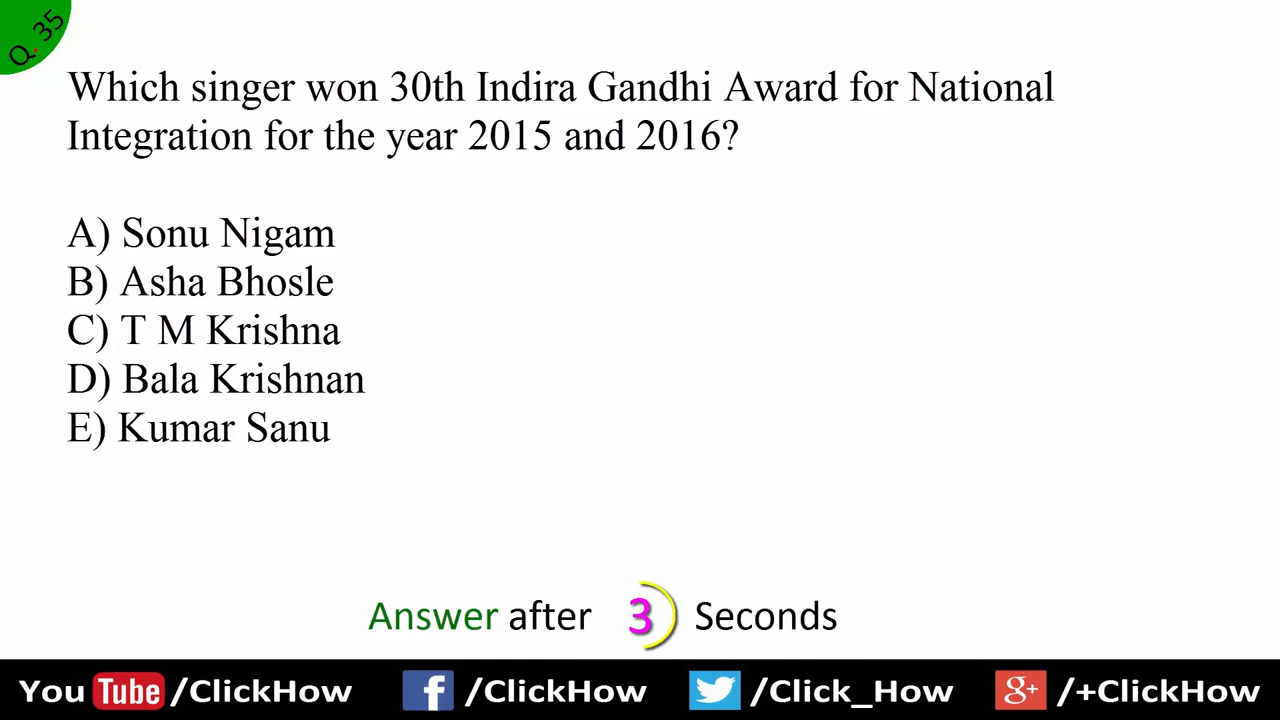 Q. 35
Which singer won 30th Indira Gandhi Award for National
Integration for the year 2015 and 2016?
A) Sonu Nigam
B) Asha Bhosle
C) T M Krishna
D) Bala Krishnan
E) Kumar Sanu
Answer after 3 Seconds
You Tube /ClickHow f /ClickHow /Click_How g+ /+ClickHow